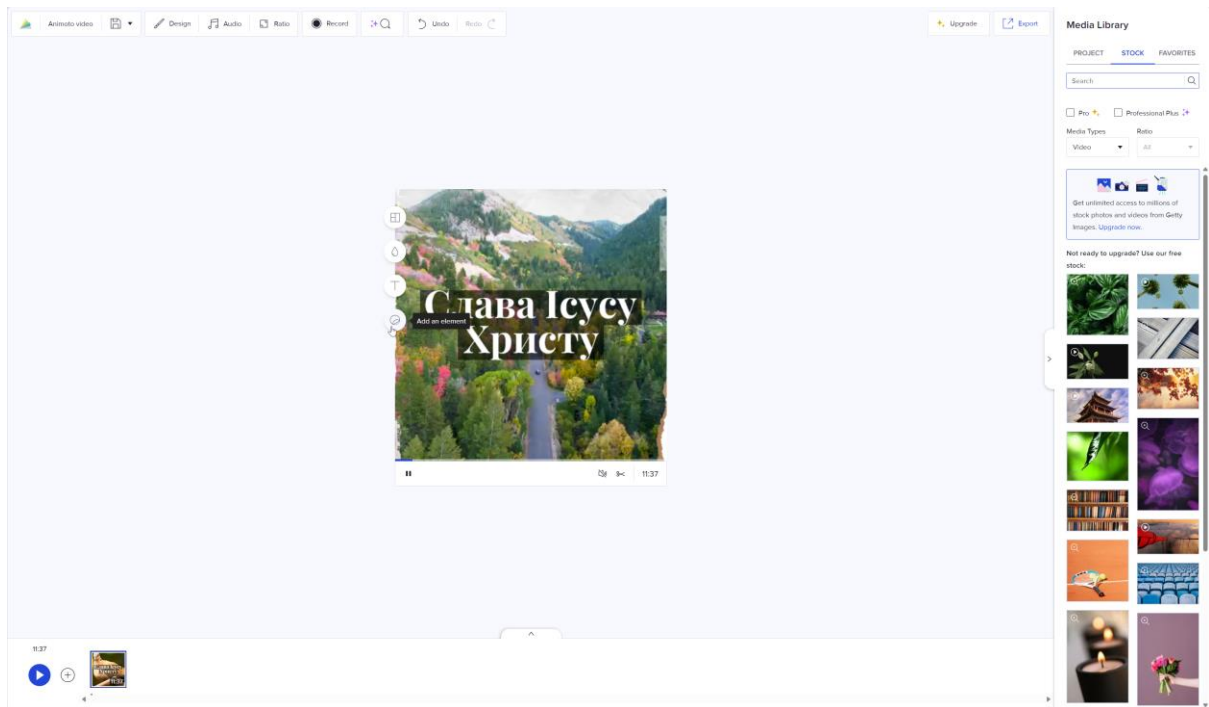 Animoto video
Design
Audio
Ratio
Record
Undo
Redo
Upgrade
Export
Слава Ісусу
Христу
Add an element
11:37
11:37
Media Library
PROJECT STOCK FAVORITES
Search
Pro
Professional Plus
Media Types
Ratio
Video
All
Get unlimited access to millions of
stock photos and videos from Getty
Images. Upgrade now.
Not ready to upgrade? Use our free
stock: